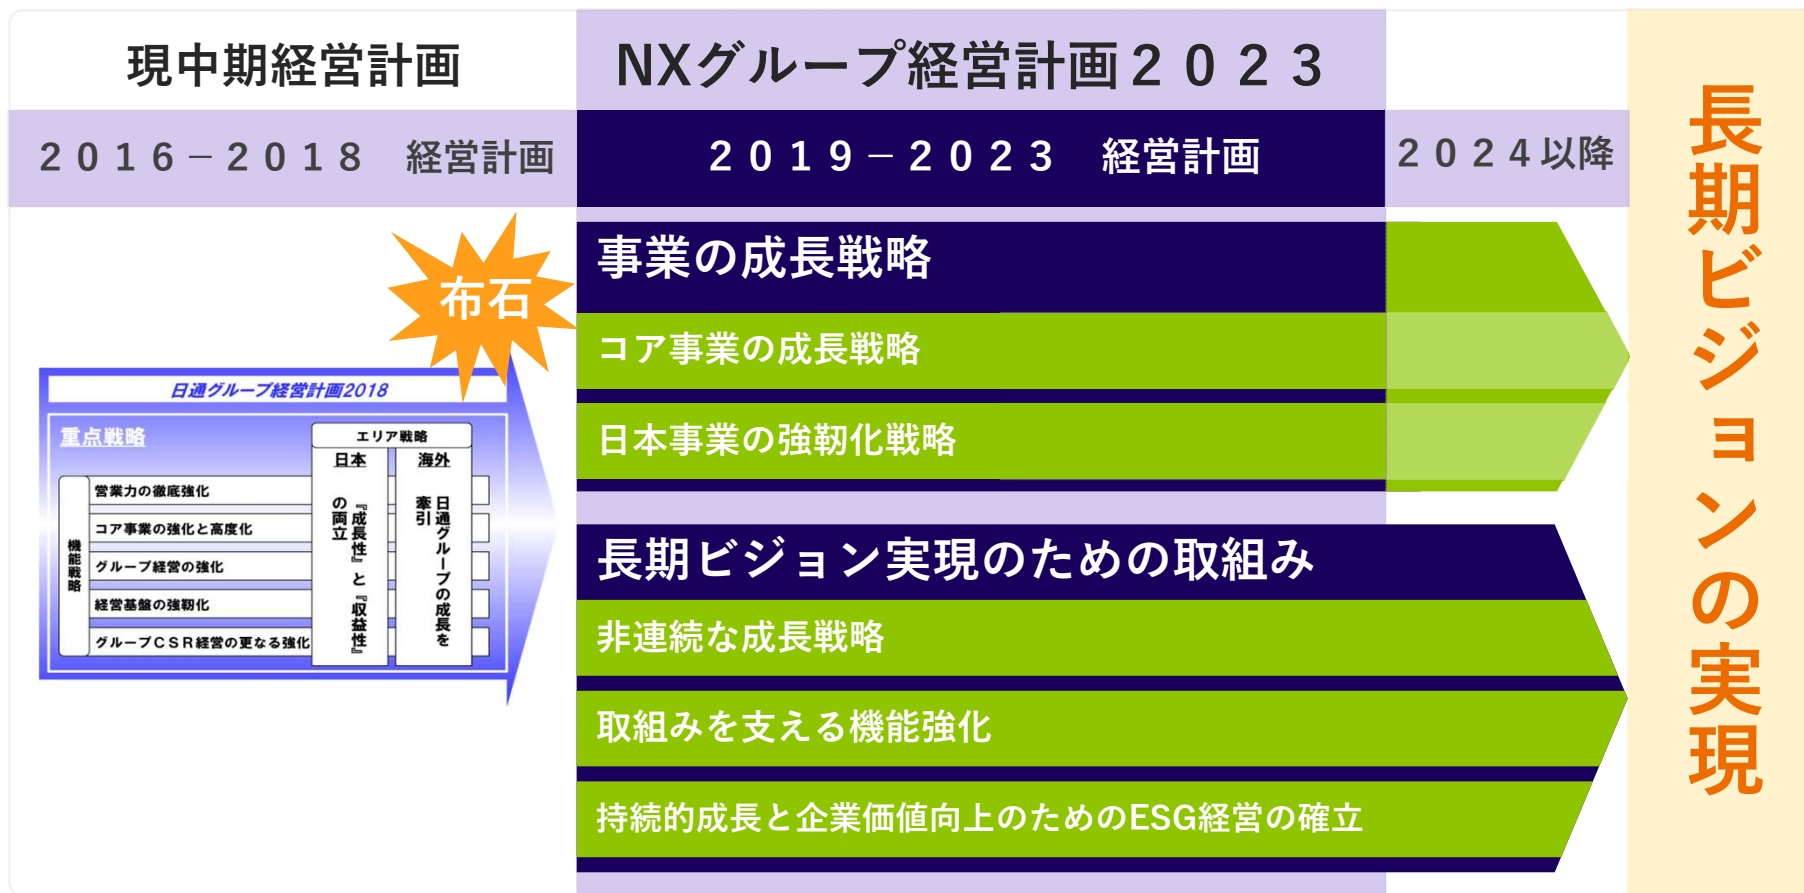 現中期経営計画
NXグループ経営計画２０２３
２０１６－２０１８　経営計画
２０１９－２０２３　経営計画
２０２４以降
布石
日通グループ経営計画2018
重点戦略
エリア戦略
日本
海外
機能戦略
営業力の徹底強化
コア事業の強化と高度化
グループ経営の強化
経営基盤の強靭化
グループCSR経営の更なる強化
『成長性』と『収益性』
の両立
日通グループの成長を
牽引
事業の成長戦略
コア事業の成長戦略
日本事業の強靭化戦略
長期ビジョン実現のための取組み
非連続な成長戦略
取組みを支える機能強化
持続的成長と企業価値向上のためのESG経営の確立
長期ビジョンの実現